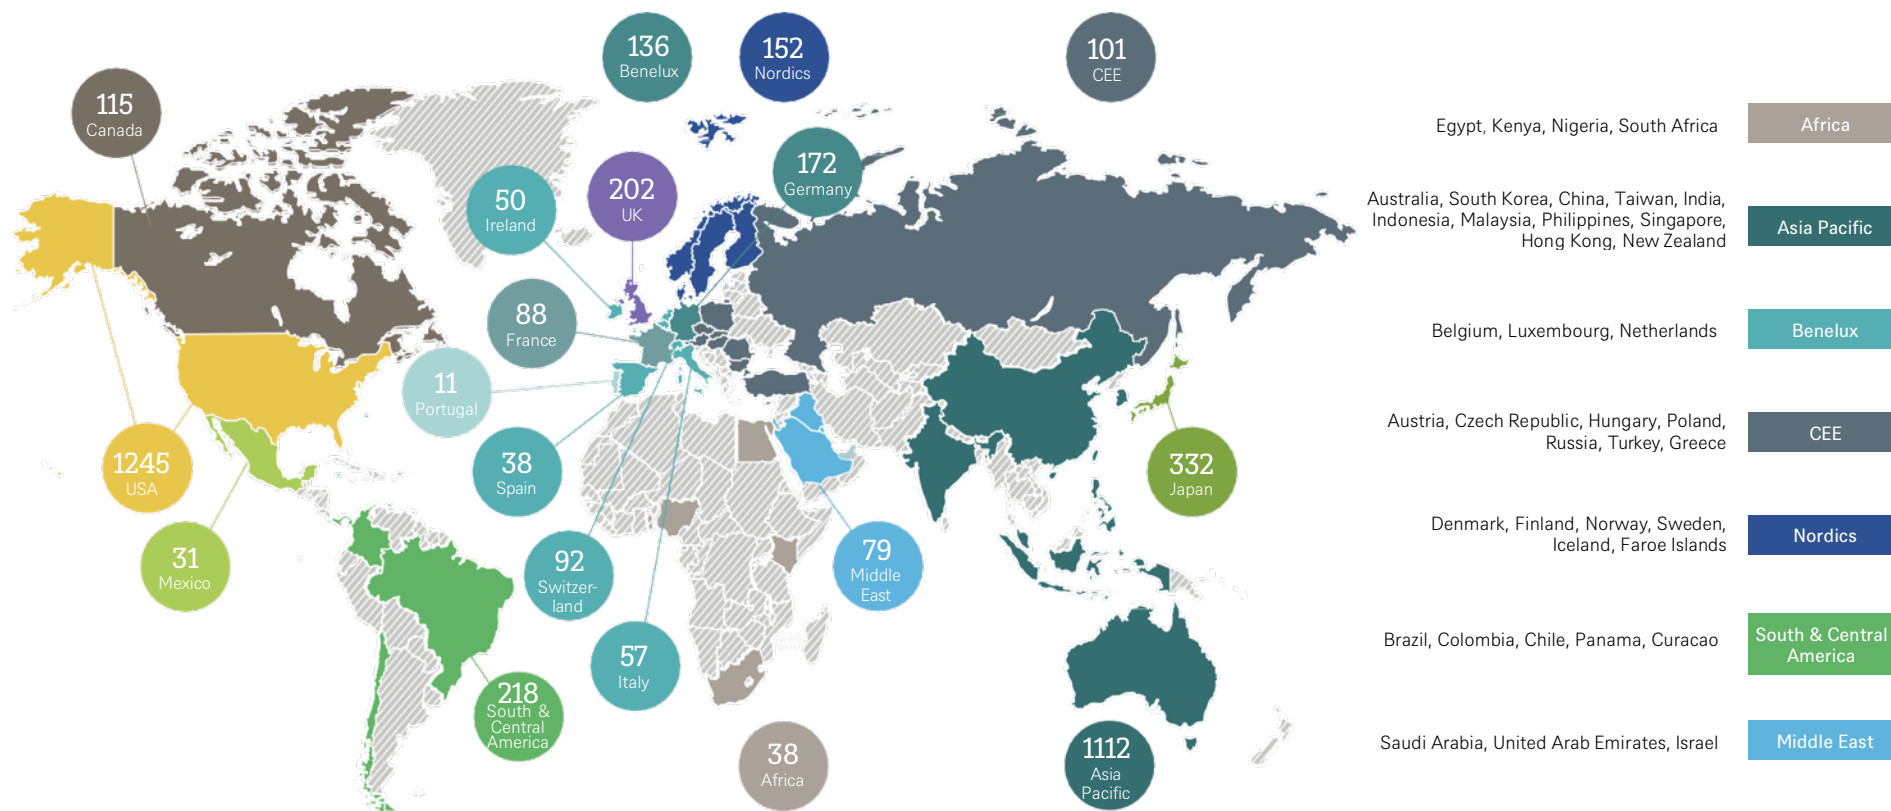 136
Benelux
152
Nordics
101
CEE
115
Canada
172
Germany
50
Ireland
202
UK
88
France
11
Portugal
1245
USA
38
Spain
332
Japan
31
Mexico
92
Switzer-
land
79
Middle
East
57
Italy
218
South &
Central
America
38
Africa
1112
Asia
Pacific
Egypt, Kenya, Nigeria, South Africa
Africa
Australia, South Korea, China, Taiwan, India,
Indonesia, Malaysia, Philippines, Singapore,
Hong Kong, New Zealand
Asia Pacific
Belgium, Luxembourg, Netherlands
Benelux
Austria, Czech Republic, Hungary, Poland,
Russia, Turkey, Greece
CEE
Denmark, Finland, Norway, Sweden,
Iceland, Faroe Islands
Nordics
Brazil, Colombia, Chile, Panama, Curacao
South & Central
America
Saudi Arabia, United Arab Emirates, Israel
Middle East